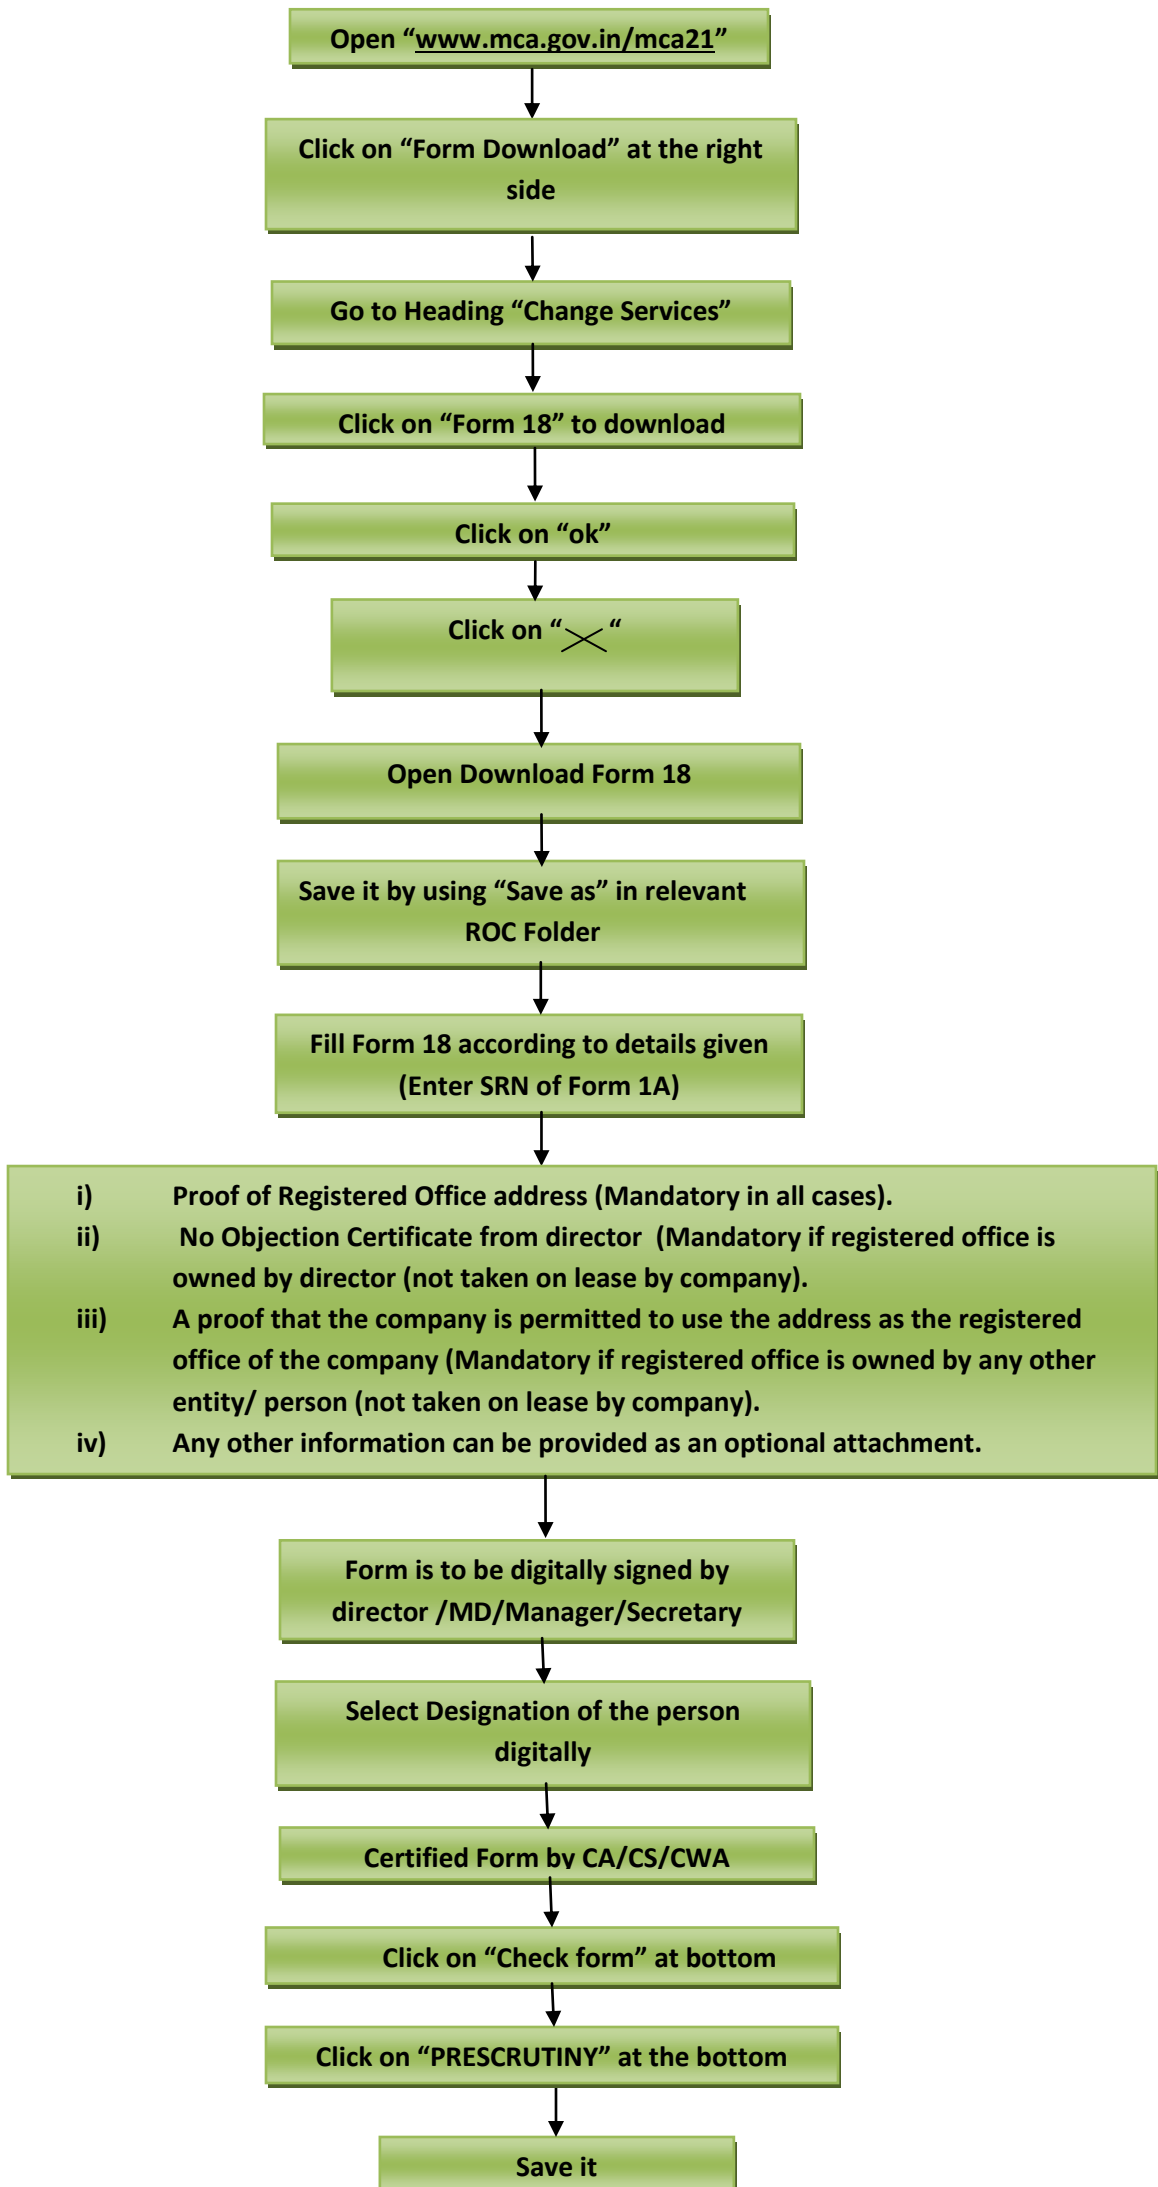 Open “www.mca.gov.in/mca21”
Click on “Form Download” at the right
side
Go to Heading “Change Services”
Click on “Form 18” to download
Click on “ok”
Click on “ “
Open Download Form 18
Save it by using “Save as” in relevant
ROC Folder
Fill Form 18 according to details given
(Enter SRN of Form 1A)
i) Proof of Registered Office address (Mandatory in all cases).
ii) No Objection Certificate from director (Mandatory if registered office is
owned by director (not taken on lease by company).
iii) A proof that the company is permitted to use the address as the registered
office of the company (Mandatory if registered office is owned by any other
entity/ person (not taken on lease by company).
iv) Any other information can be provided as an optional attachment.
Form is to be digitally signed by
director /MD/Manager/Secretary
Select Designation of the person
digitally
Certified Form by CA/CS/CWA
Click on “Check form” at bottom
Click on “PRESCRUTINY” at the bottom
Save it